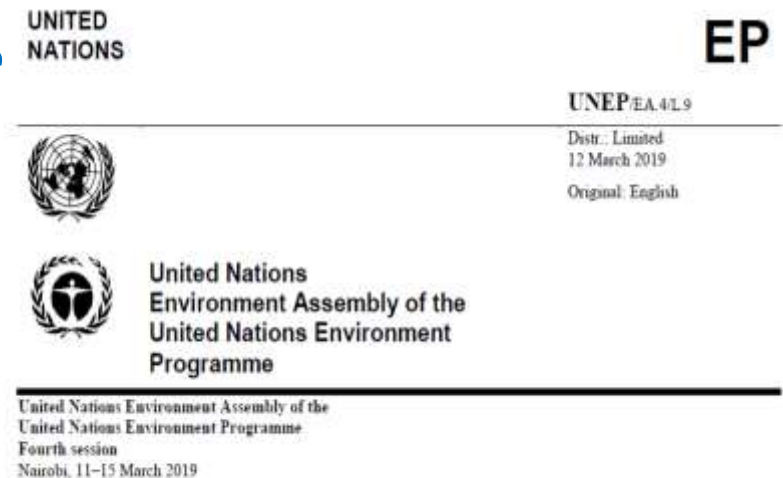 UNITED
NATIONS
EP
UNEP/EA.4/L.9
Distr.: Limited
12 March 2019
Original: English
United Nations
Environment Assembly of the
United Nations Environment
Programme
United Nations Environment Assembly of the
United Nations Environment Programme
Fourth session
Nairobi, 11–15 March 2019